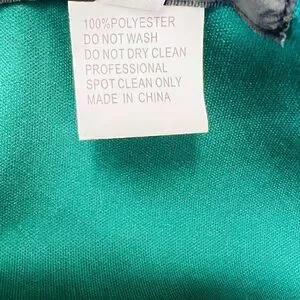 100%POLYESTER
DO NOT WASH
DO NOT DRY CLEAN
PROFESSIONAL
SPOT CLEAN ONLY
MADE IN CHINA